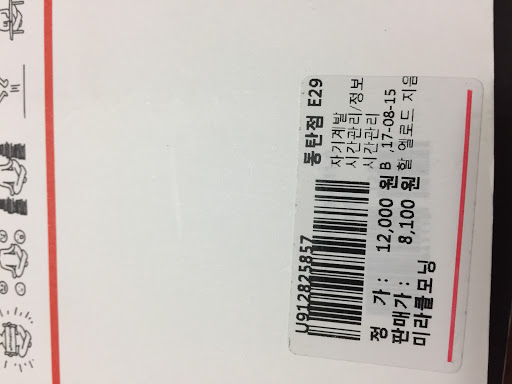 동탄점 E29
자기계발
시간관리/정보
시간관리
U912825857
정 가: 12,000 원 B ,17-08-15
판매가: 8,100 원 할 엘로드 지음
미라클모닝